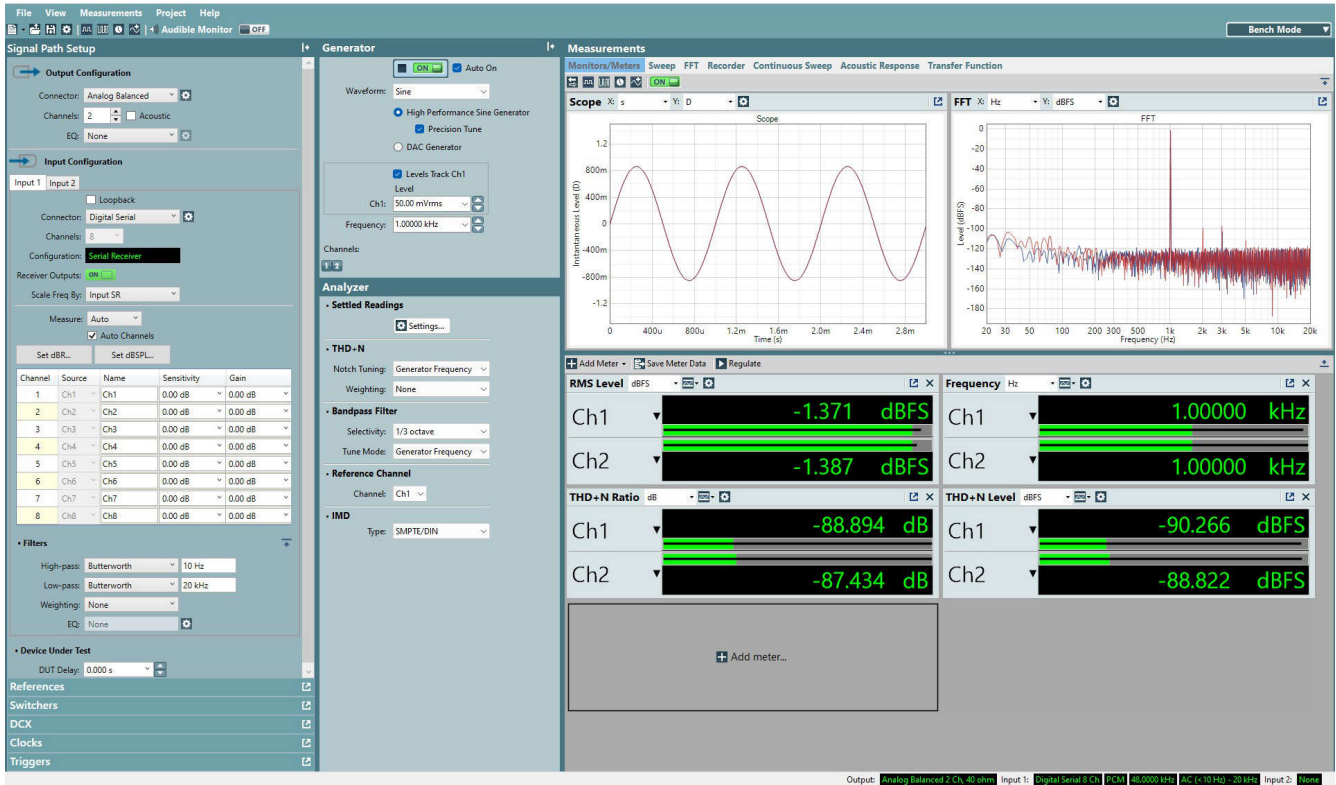 File View Measurements Project Help
Audible Monitor OFF
Bench Mode
Signal Path Setup
Output Configuration
Connector: Analog Balanced
Channels: 2 Acoustic
EQ: None
Input Configuration
Input 1 Input 2
Loopback
Connector: Digital Serial
Channels: 8
Configuration: Serial Receiver
Receiver Outputs: ON
Scale Freq By: Input SR
Measure: Auto
Auto Channels
Set dBR... Set dBSPL...
Channel Source Name Sensitivity Gain
1 Ch1 Ch1 0.00 dB 0.00 dB
2 Ch2 Ch2 0.00 dB 0.00 dB
3 Ch3 Ch3 0.00 dB 0.00 dB
4 Ch4 Ch4 0.00 dB 0.00 dB
5 Ch5 Ch5 0.00 dB 0.00 dB
6 Ch6 Ch6 0.00 dB 0.00 dB
7 Ch7 Ch7 0.00 dB 0.00 dB
8 Ch8 Ch8 0.00 dB 0.00 dB
Filters
High-pass: Butterworth 10 Hz
Low-pass: Butterworth 20 kHz
Weighting: None
EQ: None
Device Under Test
DUT Delay: 0.000 s
References
Switchers
DCX
Clocks
Triggers
Generator
ON Auto On
Waveform: Sine
High Performance Sine Generator
Precision Tune
DAC Generator
Levels Track Ch1
Level
Ch1: 50.00 mVrms
Frequency: 1.00000 kHz
Channels:
1 2
Analyzer
Settled Readings
Settings...
THD+N
Notch Tuning: Generator Frequency
Weighting: None
Bandpass Filter
Selectivity: 1/3 octave
Tune Mode: Generator Frequency
Reference Channel
Channel: Ch1
IMD
Type: SMPTE/DIN
Measurements
Monitors/Meters Sweep FFT Recorder Continuous Sweep Acoustic Response Transfer Function
ON
Scope X: s Y: D
Scope
1.2
800m
400m
0
-400m
-800m
-1.2
Instantaneous Level (D)
0 400u 800u 1.2m 1.6m 2.0m 2.4m 2.8m
Time (s)
FFT X: Hz Y: dBFS
FFT
0
-20
-40
-60
-80
-100
-120
-140
-160
-180
Level (dBFS)
20 30 50 100 200 300 500 1k 2k 3k 5k 10k 20k
Frequency (Hz)
Add Meter Save Meter Data Regulate
RMS Level dBFS
Ch1 -1.371 dBFS
Ch2 -1.387 dBFS
Frequency Hz
Ch1 1.00000 kHz
Ch2 1.00000 kHz
THD+N Ratio dB
Ch1 -88.894 dB
Ch2 -87.434 dB
THD+N Level dBFS
Ch1 -90.266 dBFS
Ch2 -88.822 dBFS
Add meter...
Output: Analog Balanced 2 Ch, 40 ohm Input 1: Digital Serial 8 Ch PCM 48.0000 kHz AC (<10 Hz) - 20 kHz Input 2: None